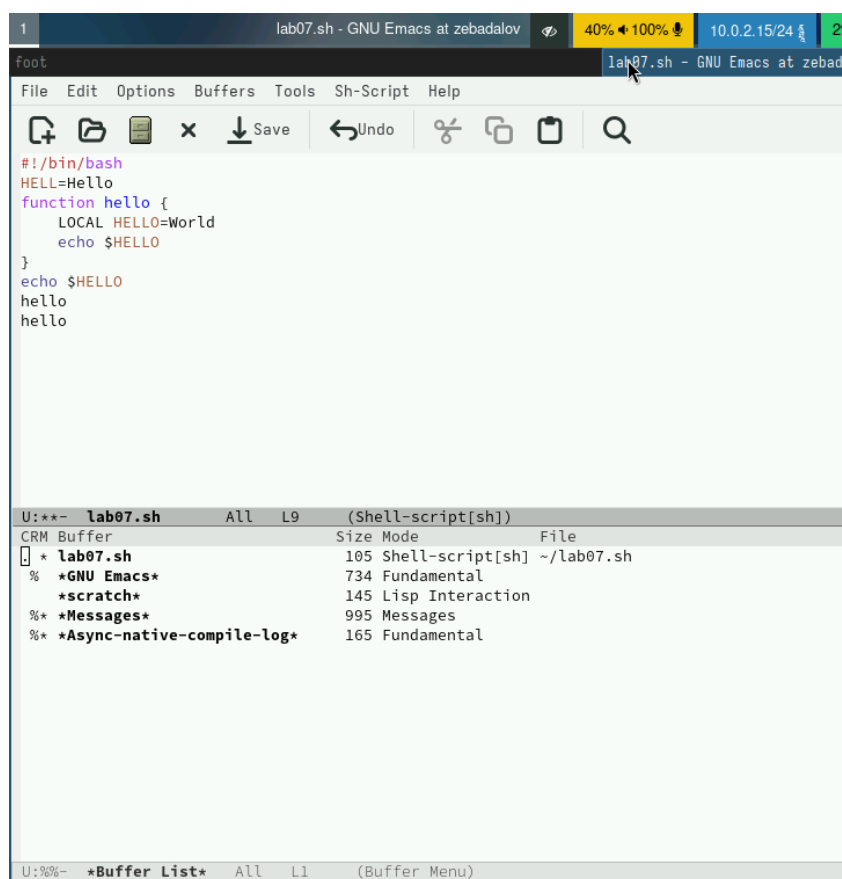 1 lab07.sh - GNU Emacs at zebadalov 40% 100% 10.0.2.15/24
foot lab07.sh - GNU Emacs at zebad
File Edit Options Buffers Tools Sh-Script Help
Save Undo
#!/bin/bash
HELL=Hello
function hello {
    LOCAL HELLO=World
    echo $HELLO
}
echo $HELLO
hello
hello
U:**- lab07.sh All L9 (Shell-script[sh])
CRM Buffer Size Mode File
. * lab07.sh 105 Shell-script[sh] ~/lab07.sh
% *GNU Emacs* 734 Fundamental
*scratch* 145 Lisp Interaction
%* *Messages* 995 Messages
%* *Async-native-compile-log* 165 Fundamental
U:%%- *Buffer List* All L1 (Buffer Menu)